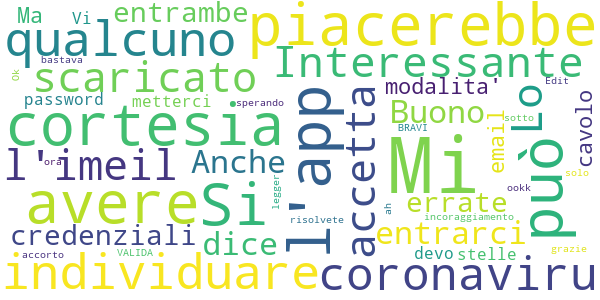 Ma
Vi
entrambe
piacerebbe
qualcuno
bastava
Ok
scaricato
Interessante
password
metterci
sperando
modalita'
Edit
Lo
cavolo
cortesia
l'app
accetta
Buono
email
sotto
BRAVI
può
l'imeil
ora
Anche
Mi
solo
legger
ookk
avere
Si
errate
ah
incoraggiamento
credenziali
risolvete
entrarci
grazie
dice
VALIDA
accorto
devo
stelle
individuare
coronaviru